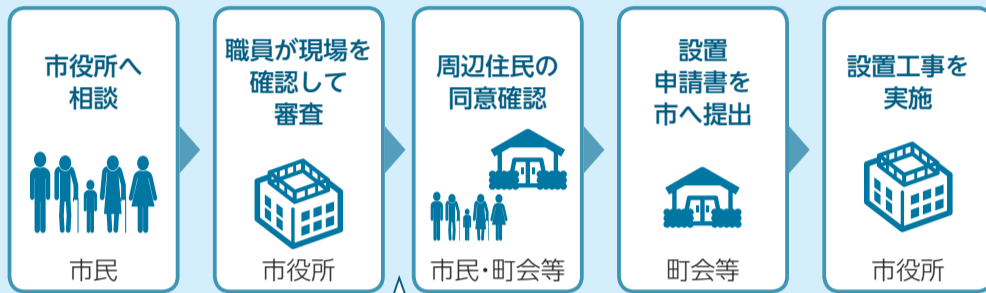 市役所へ
相談
市民
職員が現場を
確認して
審査
市役所
周辺住民の
同意確認
市民・町会等
設置
申請書を
市へ提出
町会等
設置工事を
実施
市役所